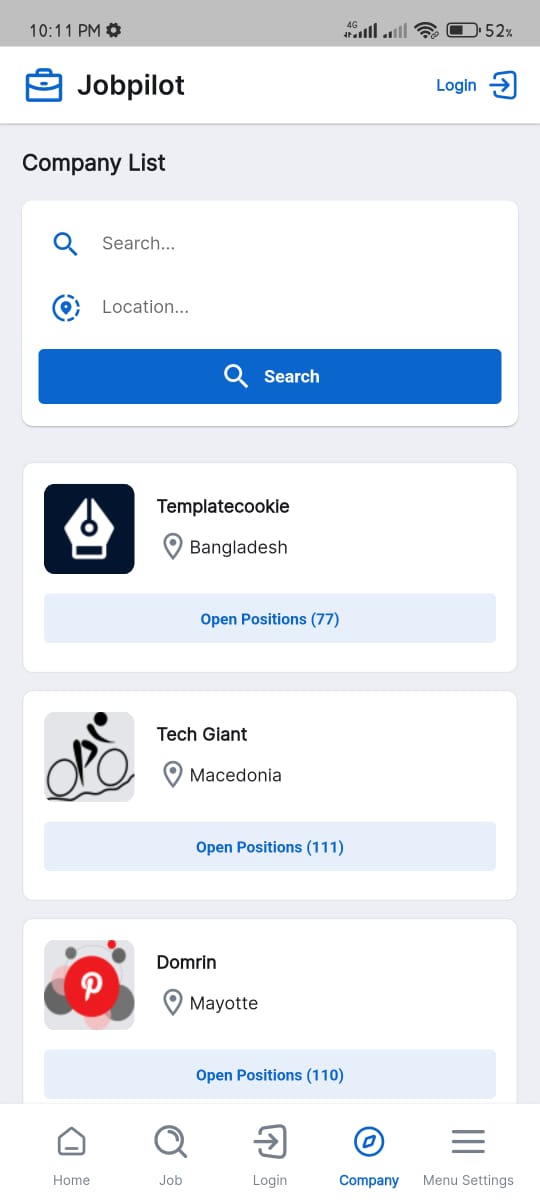 10:11 PM
4G
52%
Jobpilot
Login
Company List
Search...
Location...
Search
Templatecookie
Bangladesh
Open Positions (77)
Tech Giant
Macedonia
Open Positions (111)
Domrin
Mayotte
Open Positions (110)
Home
Job
Login
Company
Menu Settings